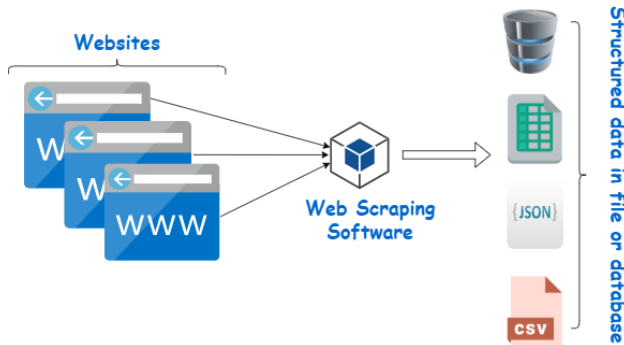 Websites
W
W
WWW
Web Scraping
Software
{JSON}
CSV
Structured data in file or database